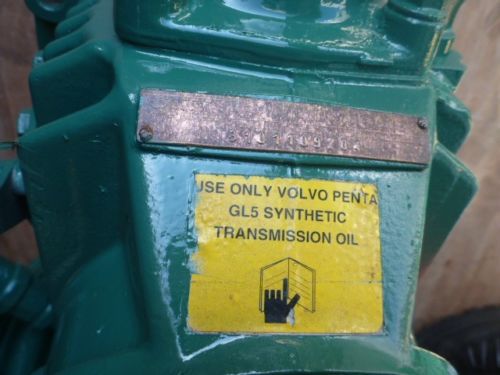 USE ONLY VOLVO PENTA
GL5 SYNTHETIC
TRANSMISSION OIL